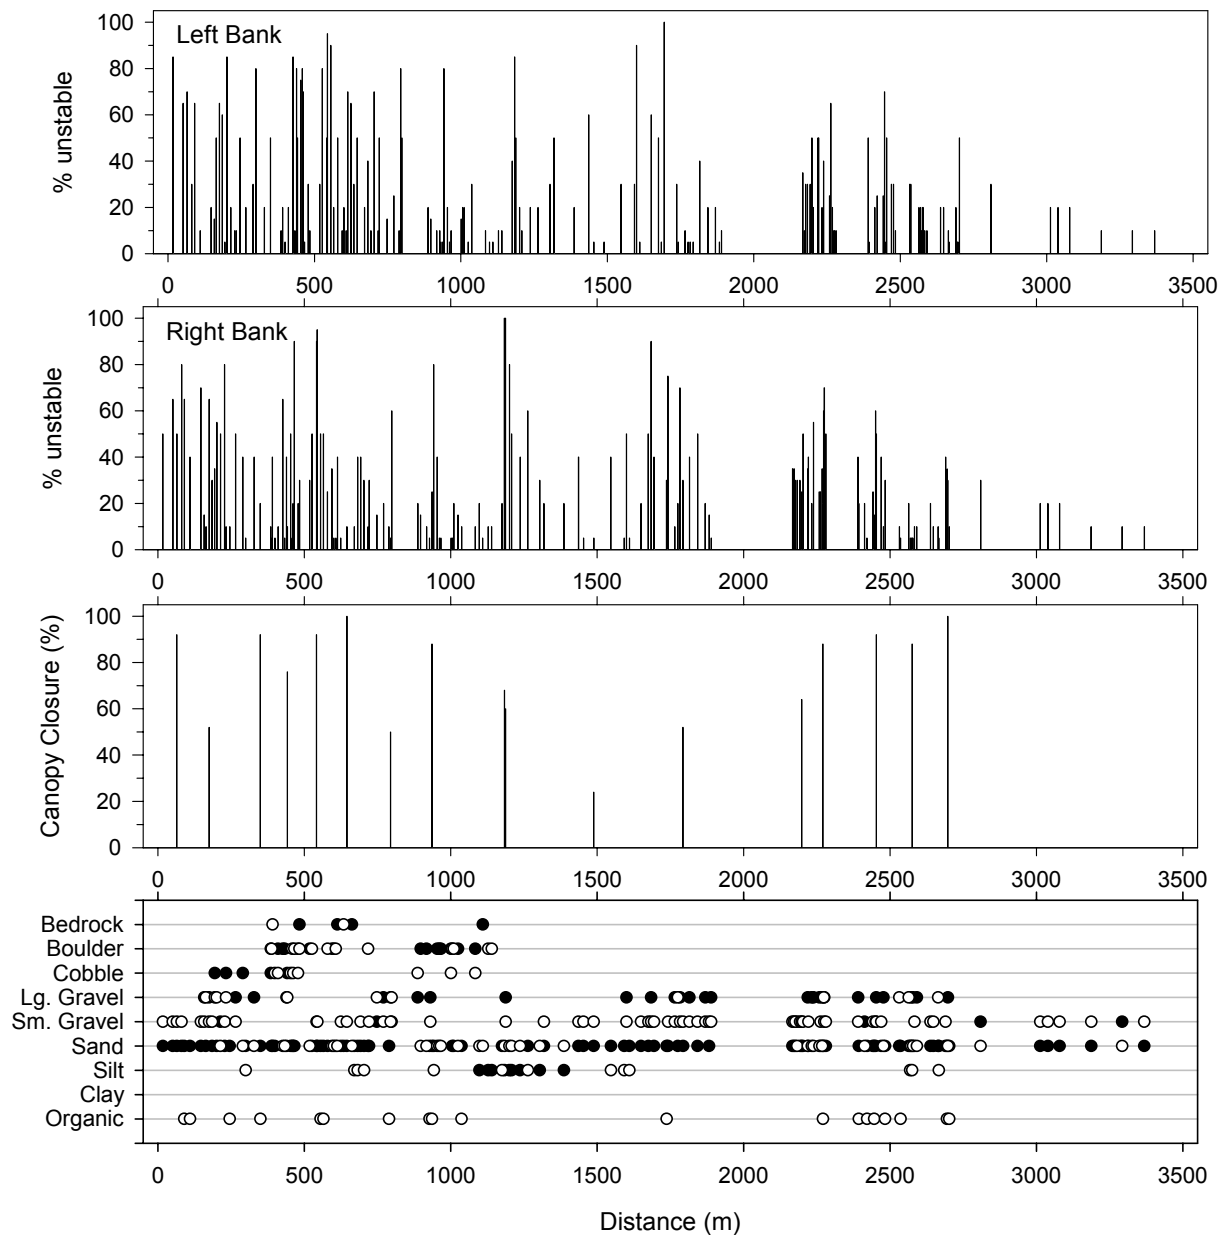 Left Bank
% unstable
100
80
60
40
20
0
0 500 1000 1500 2000 2500 3000 3500
Right Bank
% unstable
100
80
60
40
20
0
0 500 1000 1500 2000 2500 3000 3500
Canopy Closure (%)
100
80
60
40
20
0
0 500 1000 1500 2000 2500 3000 3500
Bedrock
Boulder
Cobble
Lg. Gravel
Sm. Gravel
Sand
Silt
Clay
Organic
0 500 1000 1500 2000 2500 3000 3500
Distance (m)